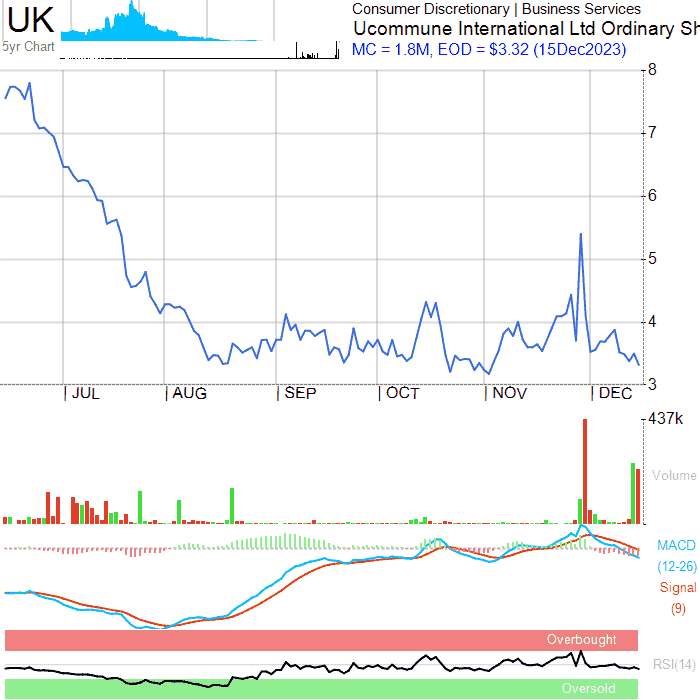 UK
5yr Chart
Consumer Discretionary | Business Services
Ucommune International Ltd Ordinary Sh
MC = 1.8M, EOD = $3.32 (15Dec2023)
8
7
6
5
4
3
| JUL | AUG | SEP | OCT | NOV | DEC
437k
Volume
MACD
(12-26)
Signal
(9)
Overbought
RSI(14)
Oversold